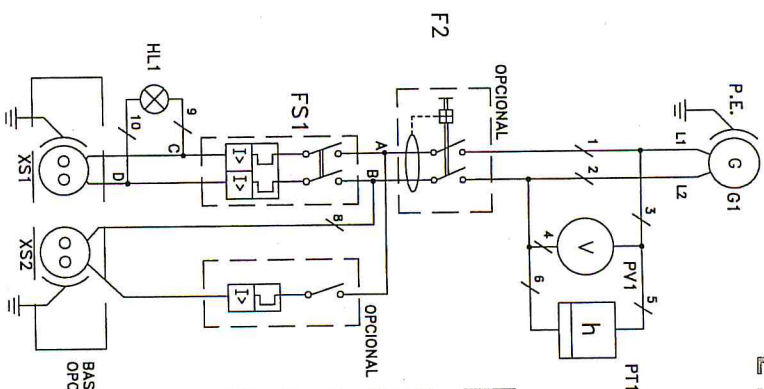 P.E.
G
G1
L1
L2
1
2
3
4
V
PV1
5
6
h
PT1
F2
OPCIONAL
A
B
FS1
I>
I>
8
OPCIONAL
I>
HL1
9
10
C
D
XS1
XS2
BAS
OPC